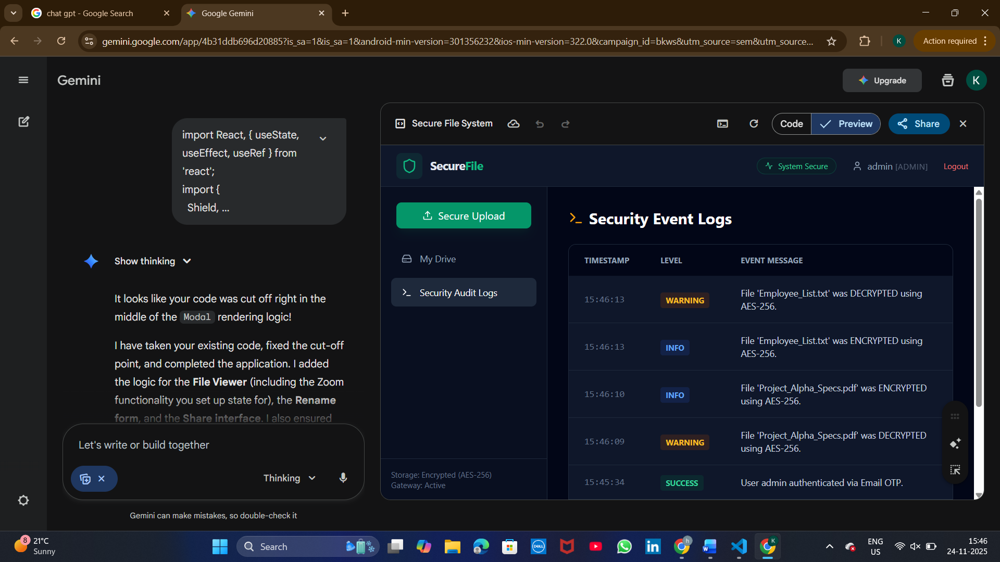 chat gpt - Google Search
Google Gemini
gemini.google.com/app/4b31ddb696d20885?is_sa=1&is_sa=1&android-min-version=301356232&ios-min-version=322.0&campaign_id=bkws&utm_source=sem&utm_source...
K
Action required
Gemini
Upgrade
K
import React, { useState,
useEffect, useRef } from
'react';
import {
Shield, ...
Show thinking
It looks like your code was cut off right in the
middle of the Modal rendering logic!
I have taken your existing code, fixed the cut-off
point, and completed the application. I added
the logic for the File Viewer (including the Zoom
functionality you set up state for), the Rename
form, and the Share interface. I also ensured
Let's write or build together
Thinking
Gemini can make mistakes, so double-check it
Secure File System
Code
Preview
Share
SecureFile
System Secure
admin [ADMIN]
Logout
Secure Upload
My Drive
Security Audit Logs
Storage: Encrypted (AES-256)
Gateway: Active
Security Event Logs
TIMESTAMP LEVEL EVENT MESSAGE
15:46:13 WARNING File 'Employee_List.txt' was DECRYPTED using
AES-256.
15:46:13 INFO File 'Employee_List.txt' was ENCRYPTED using
AES-256.
15:46:10 INFO File 'Project_Alpha_Specs.pdf' was ENCRYPTED
using AES-256.
15:46:09 WARNING File 'Project_Alpha_Specs.pdf' was DECRYPTED
using AES-256.
15:45:34 SUCCESS User admin authenticated via Email OTP.
8
21°C
Sunny
Search
DELL
in
h
W
K
ENG
US
15:46
24-11-2025